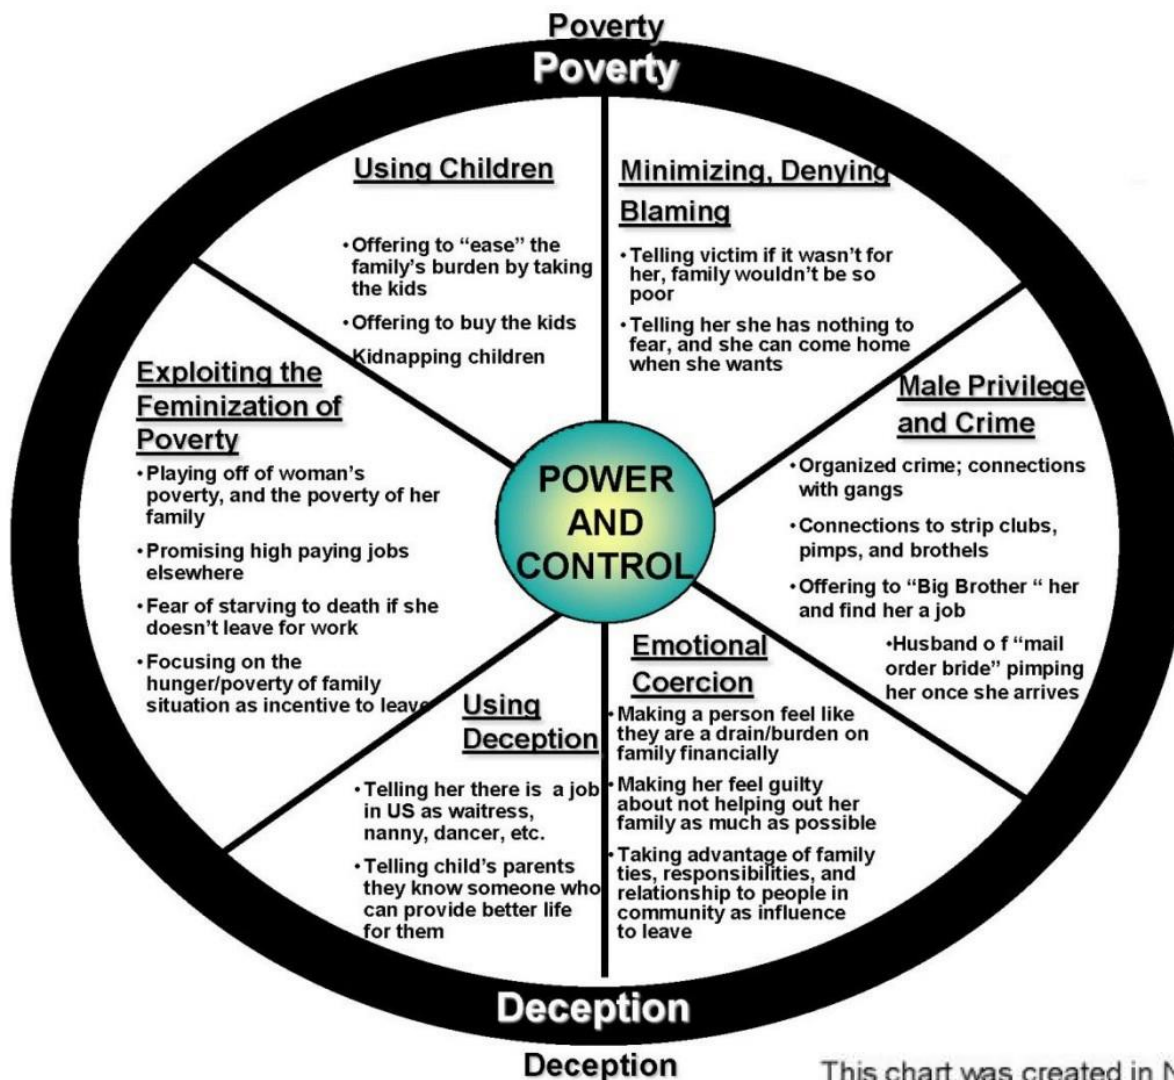 Poverty
Poverty
Using Children
•Offering to “ease” the
family’s burden by taking
the kids
•Offering to buy the kids
Kidnapping children
Minimizing, Denying
Blaming
• Telling victim if it wasn’t for
her, family wouldn’t be so
poor
• Telling her she has nothing to
fear, and she can come home
when she wants
Exploiting the
Feminization of
Poverty
•Playing off of woman’s
poverty, and the poverty of her
family
•Promising high paying jobs
elsewhere
•Fear of starving to death if she
doesn’t leave for work
•Focusing on the
hunger/poverty of family
situation as incentive to leave
POWER
AND
CONTROL
Male Privilege
and Crime
•Organized crime; connections
with gangs
•Connections to strip clubs,
pimps, and brothels
•Offering to “Big Brother “ her
and find her a job
•Husband o f “mail
order bride” pimping
her once she arrives
Using
Deception
•Telling her there is a job
in US as waitress,
nanny, dancer, etc.
•Telling child’s parents
they know someone who
can provide better life
for them
Emotional
Coercion
•Making a person feel like
they are a drain/burden on
family financially
•Making her feel guilty
about not helping out her
family as much as possible
•Taking advantage of family
ties, responsibilities, and
relationship to people in
community as influence
to leave
Deception
Deception
This chart was created in